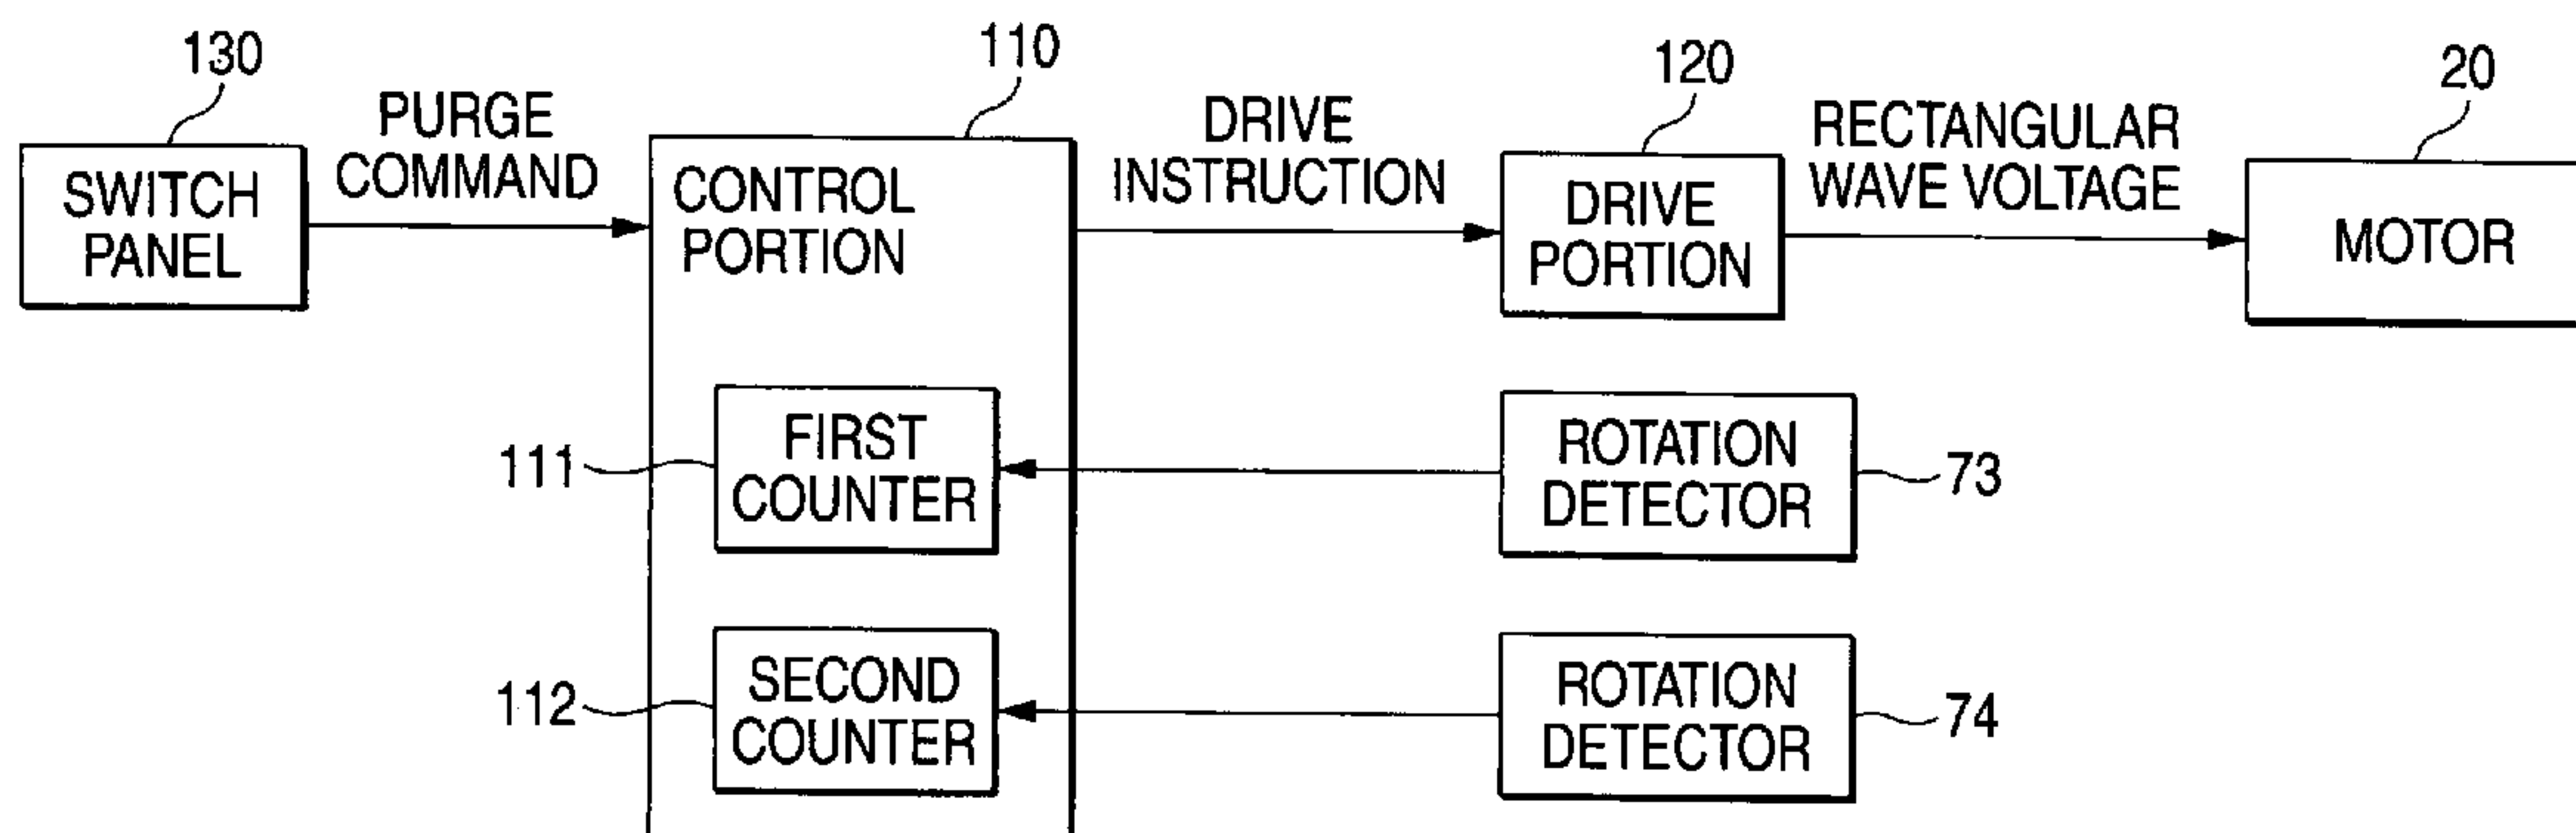 130
110
120
20
PURGE
COMMAND
DRIVE
INSTRUCTION
RECTANGULAR
WAVE VOLTAGE
SWITCH
PANEL
CONTROL
PORTION
DRIVE
PORTION
MOTOR
111
FIRST
COUNTER
ROTATION
DETECTOR
73
112
SECOND
COUNTER
ROTATION
DETECTOR
74